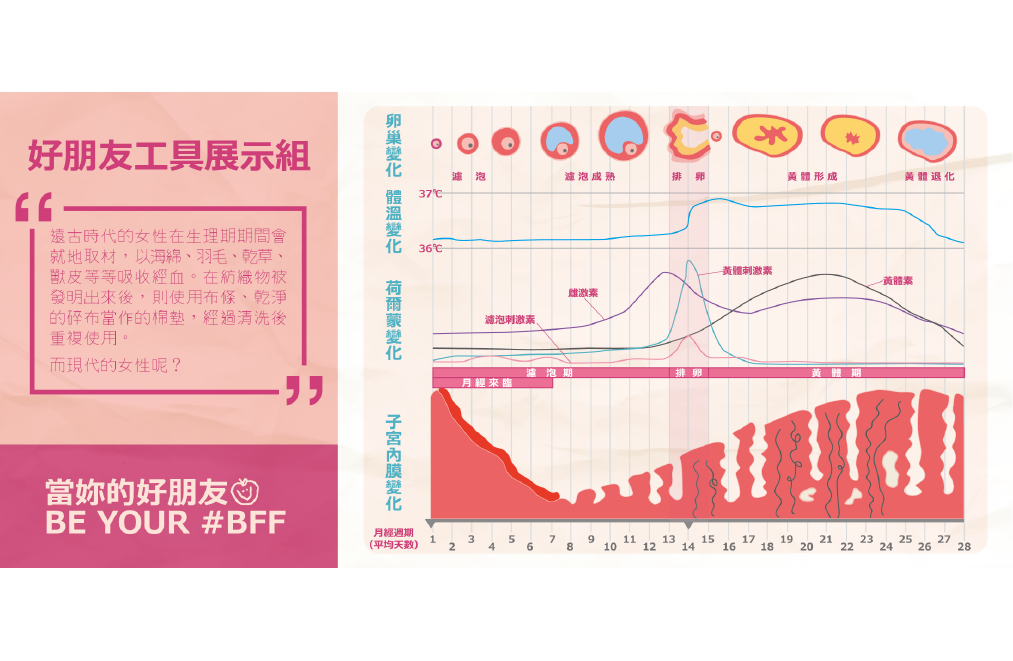 好朋友工具展示組
遠古時代的女性在生理期期間會
就地取材，以海綿、羽毛、乾草、
獸皮等等吸收經血。在紡織物被
發明出來後，則使用布條、乾淨
的碎布當作的棉墊，經過清洗後
重複使用。
而現代的女性呢？
當妳的好朋友
BE YOUR #BFF
卵巢變化
濾泡
濾泡成熟
排卵
黃體形成
黃體退化
體溫變化
37℃
36℃
荷爾蒙變化
濾泡刺激素
雌激素
黃體刺激素
黃體素
濾泡期
排卵
黃體期
月經來臨
子宮內膜變化
月經週期
(平均天數)
1 2 3 4 5 6 7 8 9 10 11 12 13 14 15 16 17 18 19 20 21 22 23 24 25 26 27 28